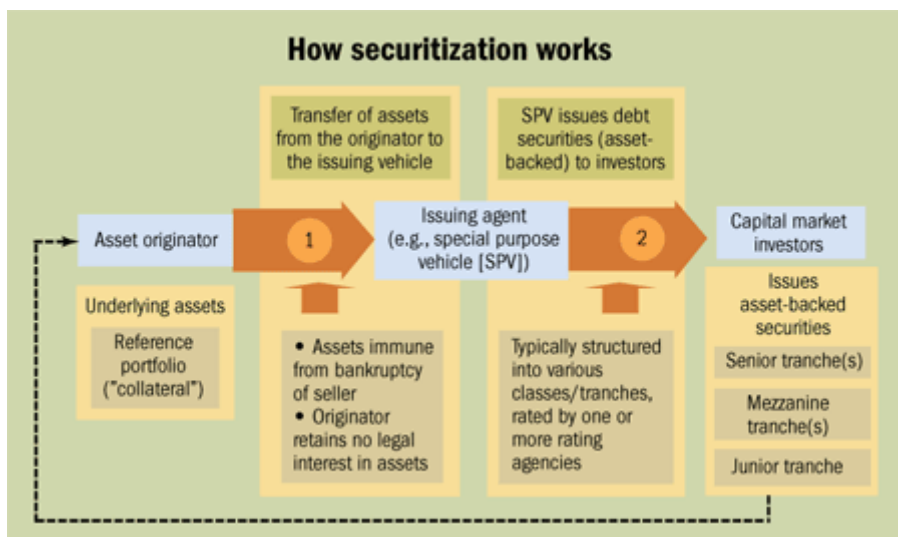 How securitization works
Transfer of assets
from the originator to
the issuing vehicle
SPV issues debt
securities (asset-
backed) to investors
Asset originator
1
Issuing agent
(e.g., special purpose
vehicle [SPV])
2
Capital market
investors
Underlying assets
Reference
portfolio
("collateral")
• Assets immune
from bankruptcy
of seller
• Originator
retains no legal
interest in assets
Typically structured
into various
classes/tranches,
rated by one or
more rating
agencies
Issues
asset-backed
securities
Senior tranche(s)
Mezzanine
tranche(s)
Junior tranche